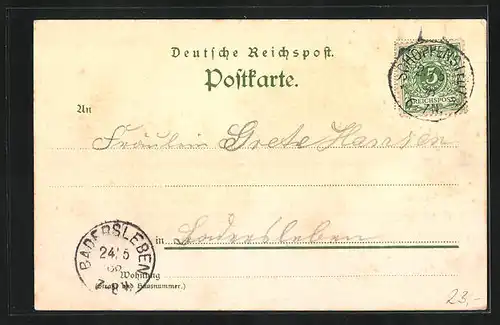 Deutsche Reichspost.
Postkarte.
SCHÖPPENSTEDT
5
REICHSPOST
An
Fräulein Grete Hansen
in Badersleben
BADERSLEBEN
24/5
Wohnung
(Straße und Hausnummer.)
23,-